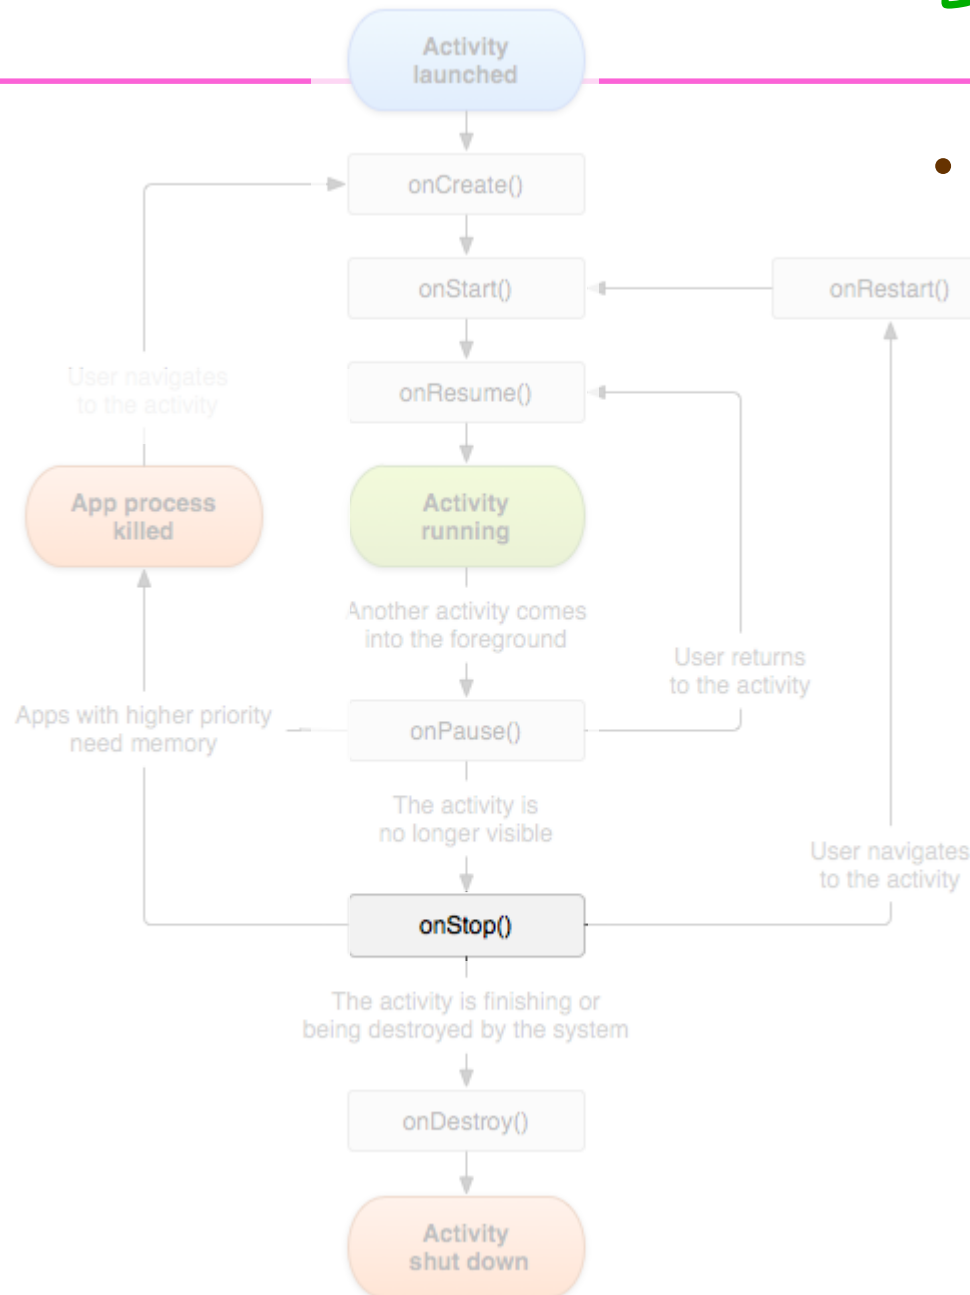 Activity
launched
onCreate()
onStart()
onRestart()
onResume()
User navigates
to the activity
App process
killed
Activity
running
Another activity comes
into the foreground
User returns
to the activity
Apps with higher priority
need memory
onPause()
The activity is
no longer visible
User navigates
to the activity
onStop()
The activity is finishing or
being destroyed by the system
onDestroy()
Activity
shut down